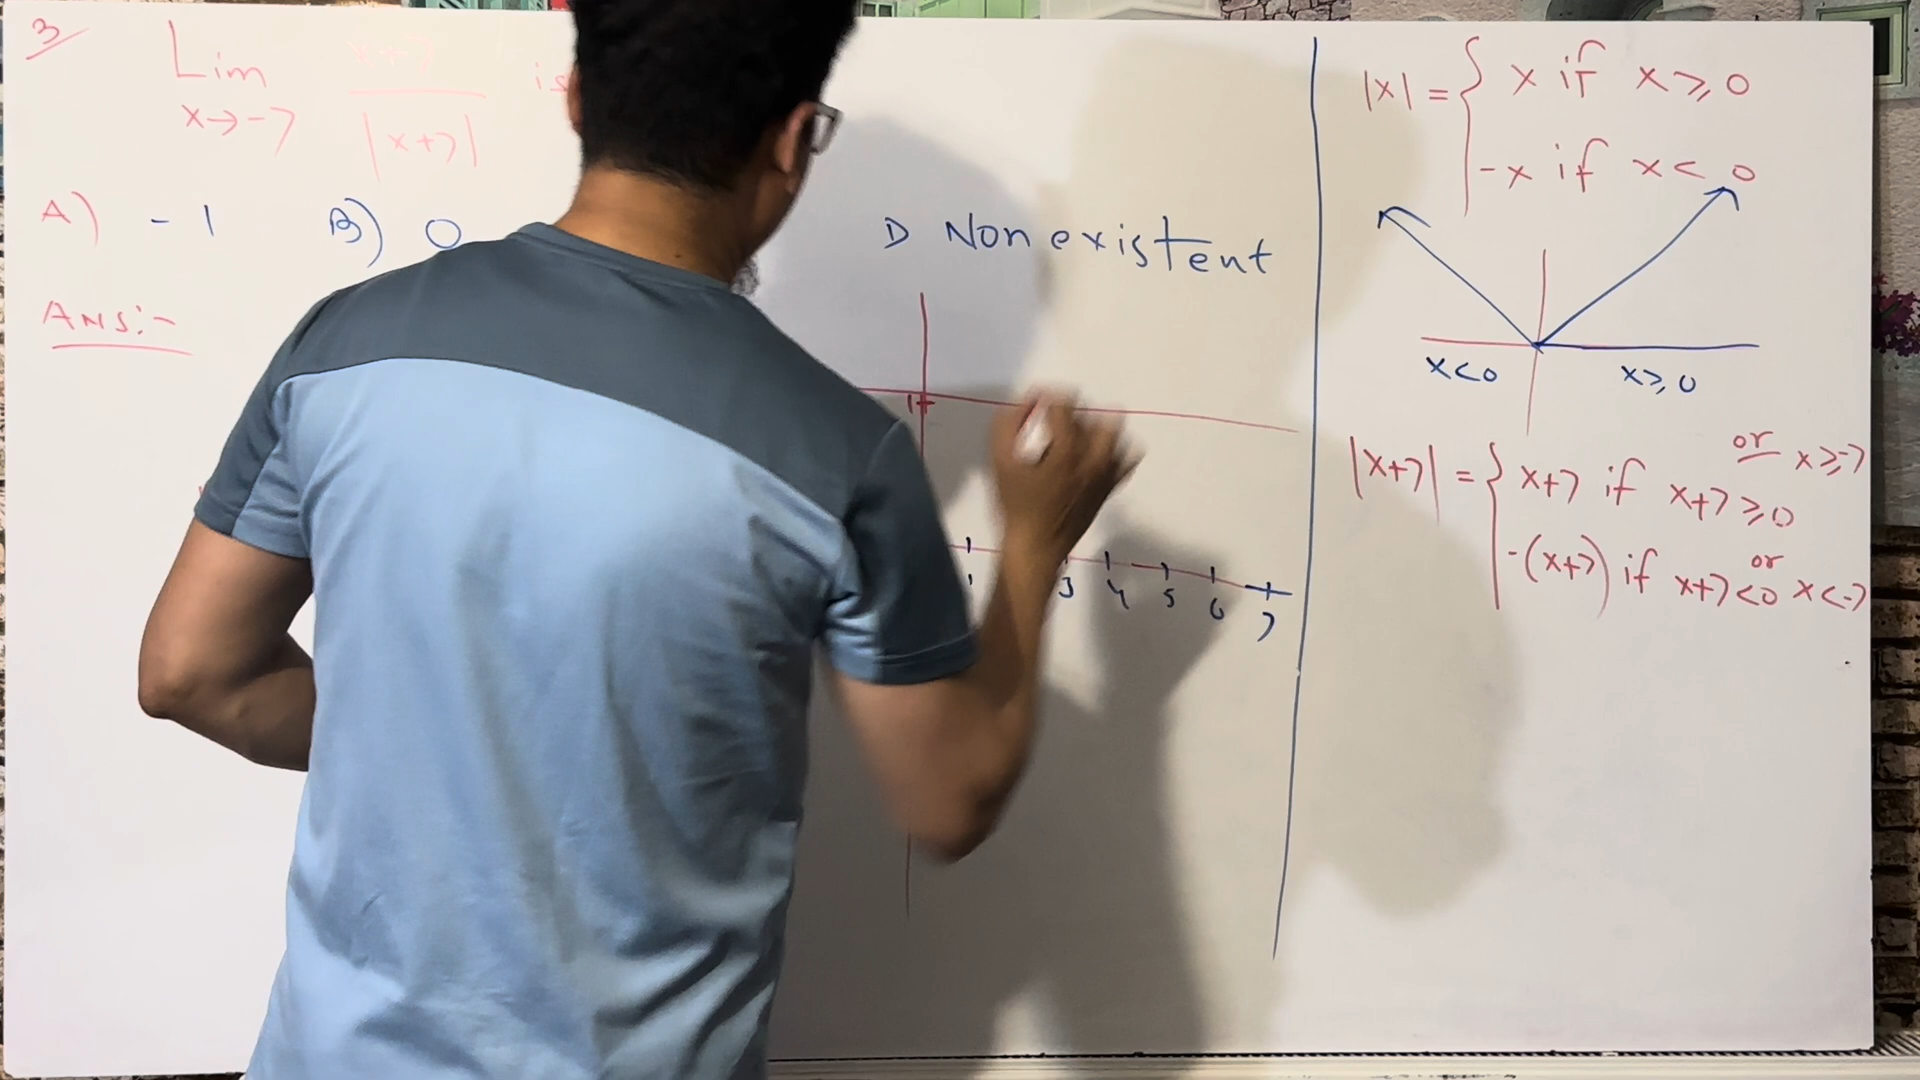 3 Lim x+7 is
x→-7 |x+7|
A) -1 B) 0 D Nonexistent
Ans:-
1
1 3 4 5 6 7
|x| = { x if x ≥ 0
-x if x < 0
x<0 x≥0
|x+7| = { x+7 if x+7 ≥ 0 or x ≥ -7
-(x+7) if x+7 < 0 or x < -7